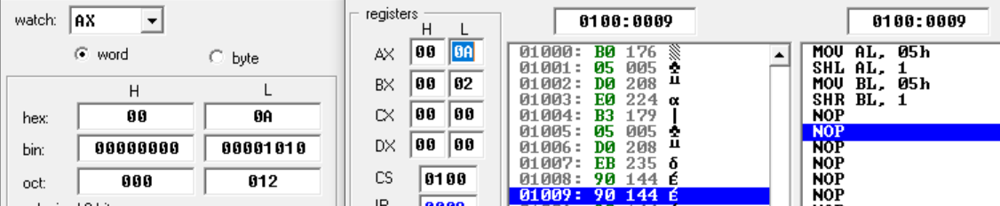 watch: AX
word byte
H L
hex: 00 0A
bin: 00000000 00001010
oct: 000 012
registers
H L
AX 00 0A
BX 00 02
CX 00 00
DX 00 00
CS 0100
IP 0009
0100:0009
01000: B0 176 ▒
01001: 05 005 ♣
01002: D0 208 ╨
01003: E0 224 α
01004: B3 179 │
01005: 05 005 ♣
01006: D0 208 ╨
01007: EB 235 δ
01008: 90 144 É
01009: 90 144 É
0100:0009
MOV AL, 05h
SHL AL, 1
MOV BL, 05h
SHR BL, 1
NOP
NOP
NOP
NOP
NOP
NOP